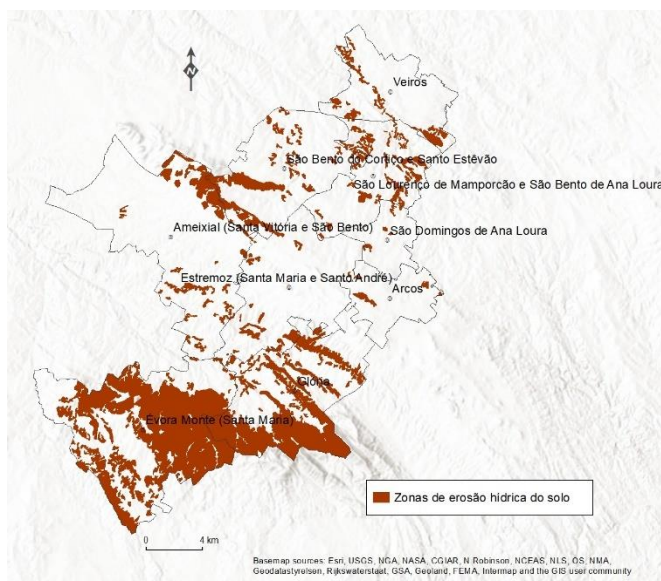 N
Veiros
São Bento do Cortiço e Santo Estêvão
São Lourenço de Mamporcão e São Bento de Ana Loura
Ameixial (Santa Vitória e São Bento)
São Domingos de Ana Loura
Estremoz (Santa Maria e Santo André)
Arcos
Glória
Évora Monte (Santa Maria)
Zonas de erosão hídrica do solo
0 4 km
Basemap sources: Esri, USGS, NGA, NASA, CGIAR, N Robinson, NCEAS, NLS, OS, NMA,
Geodatastyrelsen, Rijkswaterstaat, GSA, Geoland, FEMA, Intermap and the GIS user community